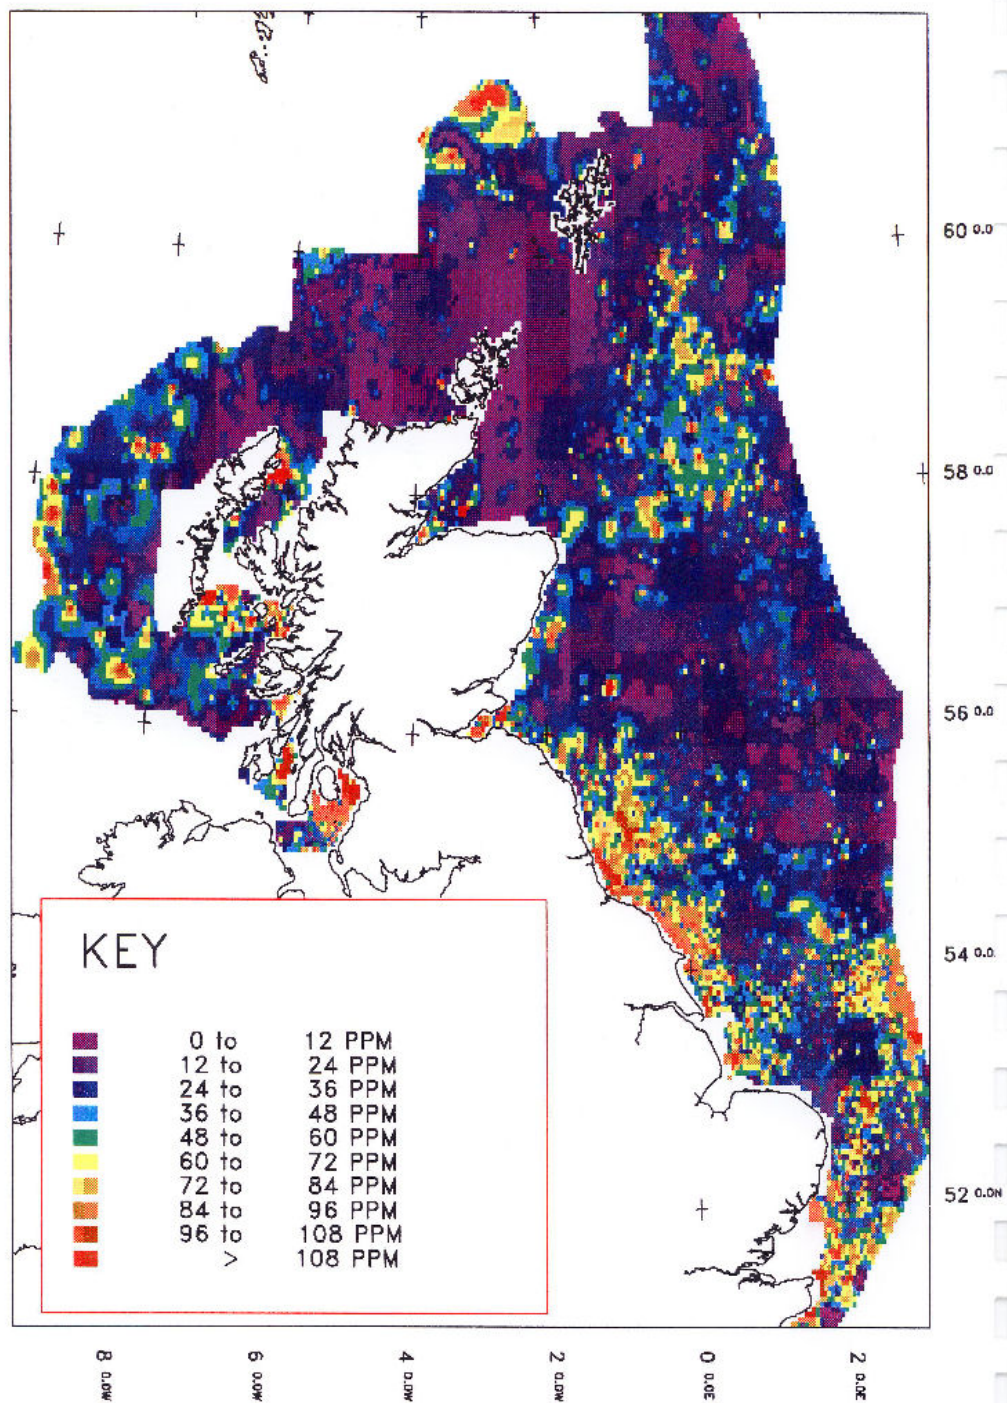 60 0.0
58 0.0
56 0.0
54 0.0
52 0.0N
KEY
0 to 12 PPM
12 to 24 PPM
24 to 36 PPM
36 to 48 PPM
48 to 60 PPM
60 to 72 PPM
72 to 84 PPM
84 to 96 PPM
96 to 108 PPM
> 108 PPM
8 0.0W
6 0.0W
4 0.0W
2 0.0W
0 0.0E
2 0.0E